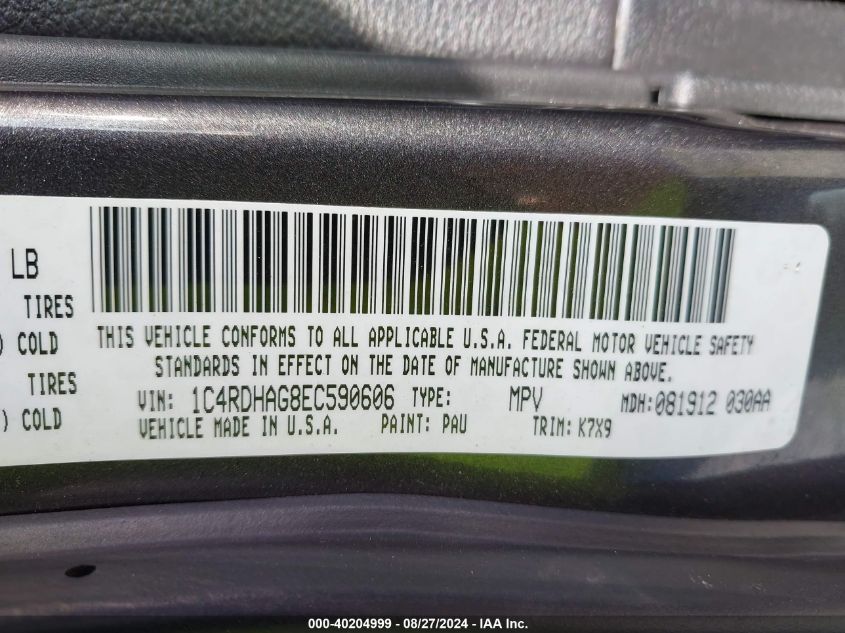 LB
TIRES
) COLD
TIRES
) COLD
THIS VEHICLE CONFORMS TO ALL APPLICABLE U.S.A. FEDERAL MOTOR VEHICLE SAFETY
STANDARDS IN EFFECT ON THE DATE OF MANUFACTURE SHOWN ABOVE.
VIN: 1C4RDHAG8EC590606 TYPE: MPV MDH: 081912 030AA
VEHICLE MADE IN U.S.A. PAINT: PAU TRIM: K7X9
000-40204999 - 08/27/2024 - IAA Inc.